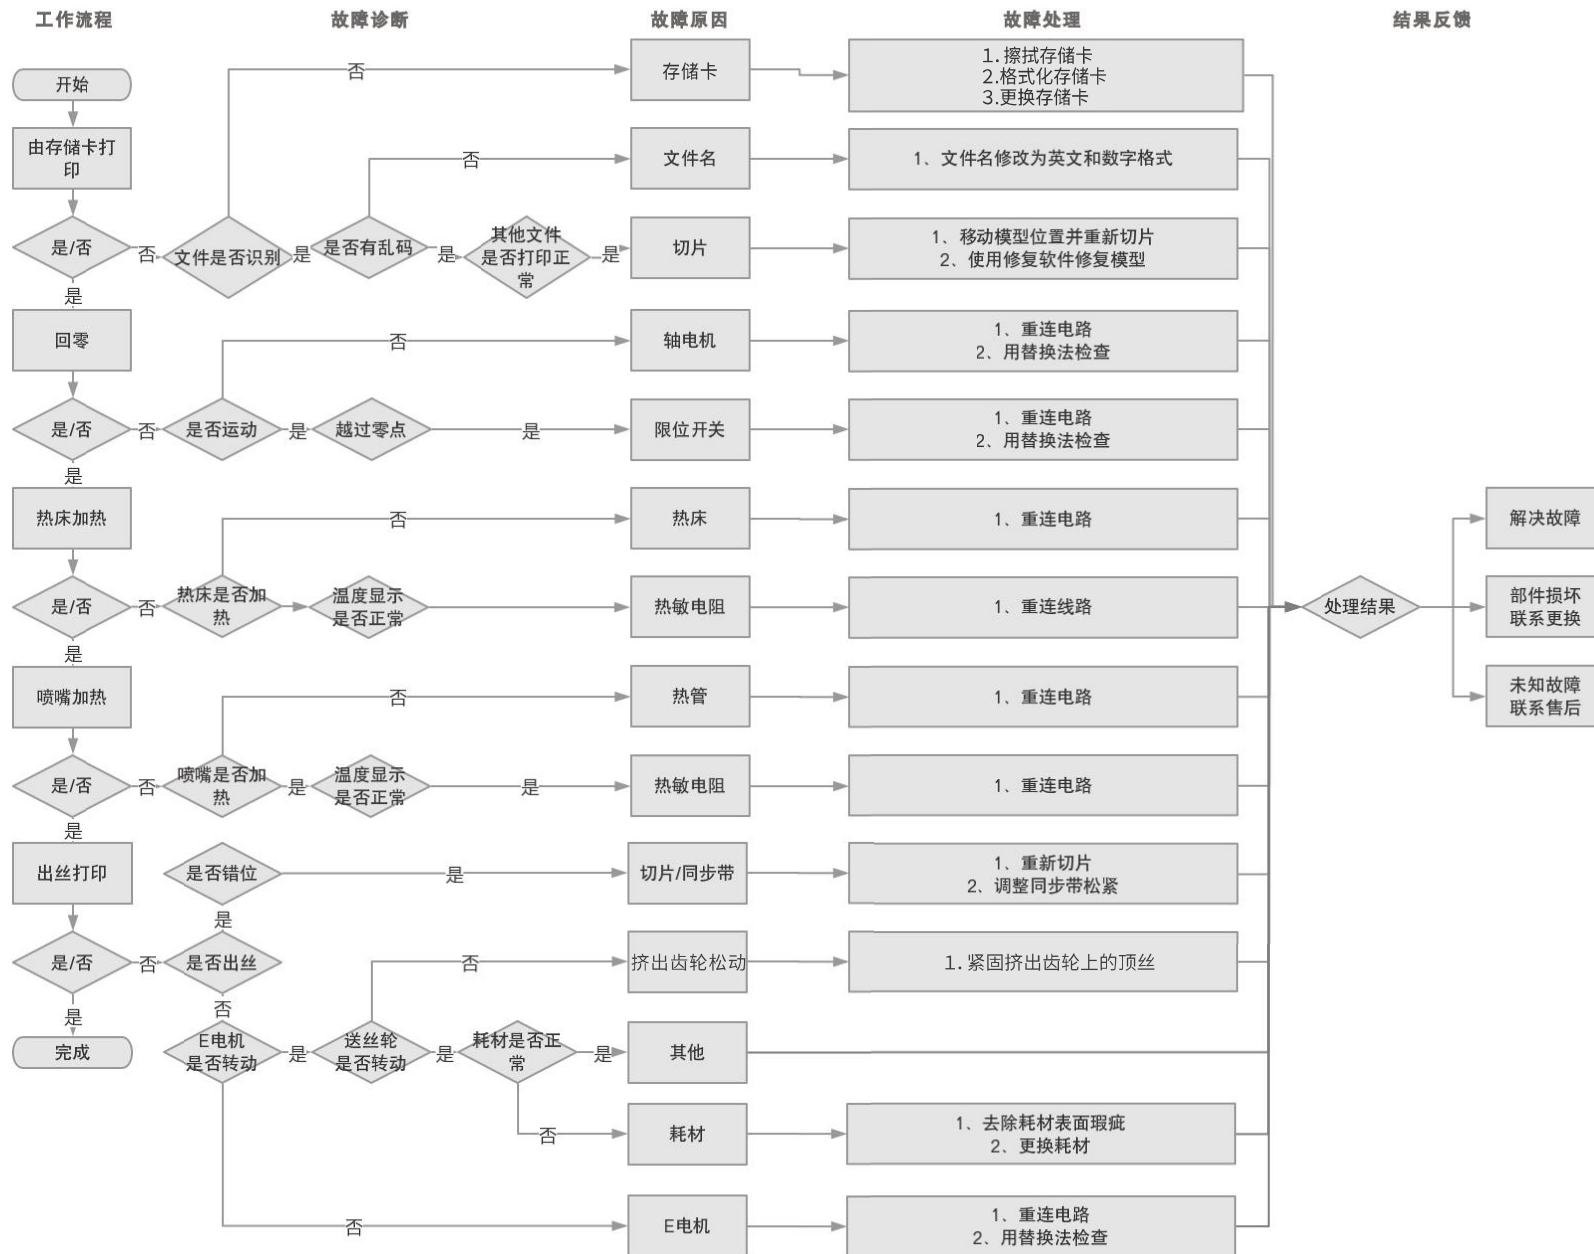 工作流程
故障诊断
故障原因
故障处理
结果反馈
开始
由存储卡打
印
是/否
是
否
文件是否识别
否
是
是否有乱码
否
是
其他文件
是否打印正
常
是
存储卡
1.擦拭存储卡
2.格式化存储卡
3.更换存储卡
文件名
1、文件名修改为英文和数字格式
切片
1、移动模型位置并重新切片
2、使用修复软件修复模型
回零
是/否
是
否
是否运动
否
是
越过零点
是
轴电机
1、重连电路
2、用替换法检查
限位开关
1、重连电路
2、用替换法检查
热床加热
是/否
是
否
热床是否加
热
否
温度显示
是否正常
热床
1、重连电路
热敏电阻
1、重连线路
喷嘴加热
是/否
是
否
喷嘴是否加
热
否
是
温度显示
是否正常
是
热管
1、重连电路
热敏电阻
1、重连电路
出丝打印
是/否
是
否
完成
是否错位
是
是
是否出丝
否
切片/同步带
1、重新切片
2、调整同步带松紧
E电机
是否转动
是
否
送丝轮
是否转动
否
是
耗材是否正
常
是
否
挤出齿轮松动
1.紧固挤出齿轮上的顶丝
其他
耗材
1、去除耗材表面瑕疵
2、更换耗材
E电机
1、重连电路
2、用替换法检查
处理结果
解决故障
部件损坏
联系更换
未知故障
联系售后